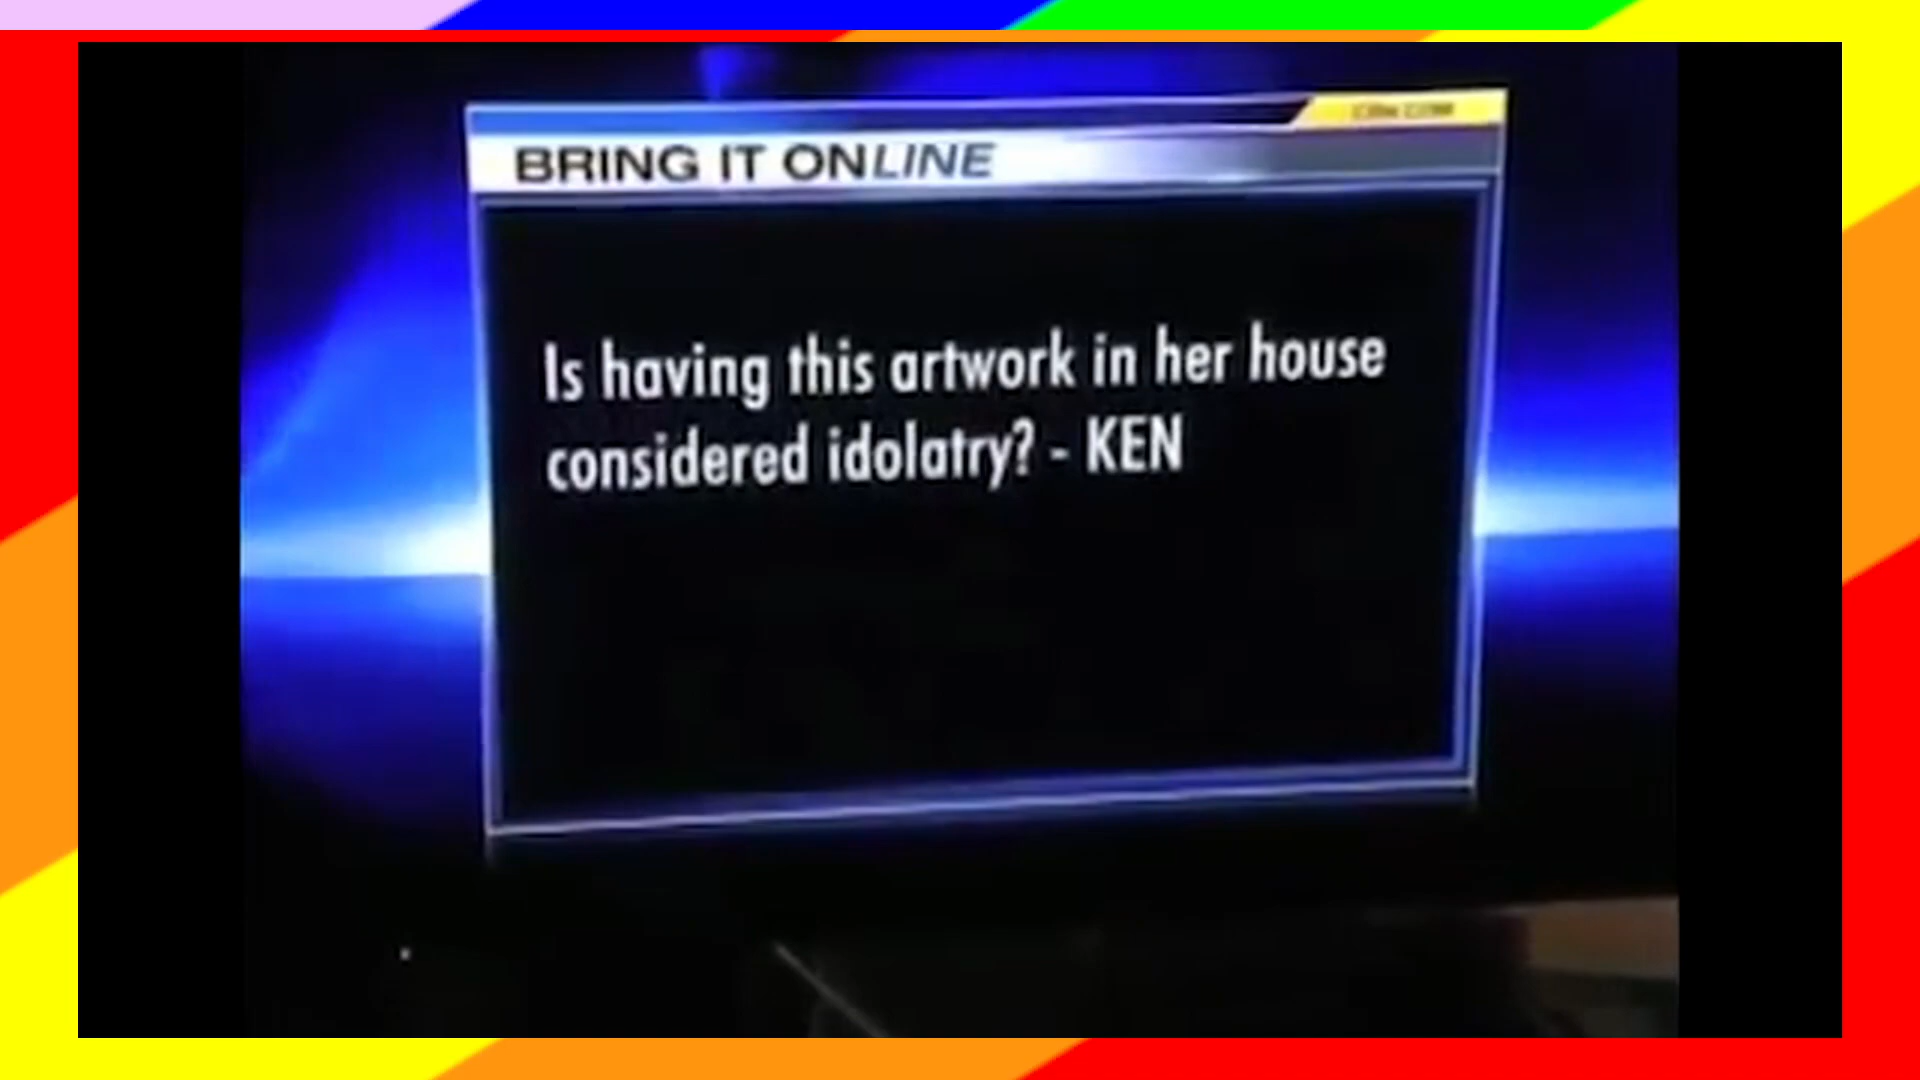 BRING IT ONLINE
Is having this artwork in her house
considered idolatry? - KEN